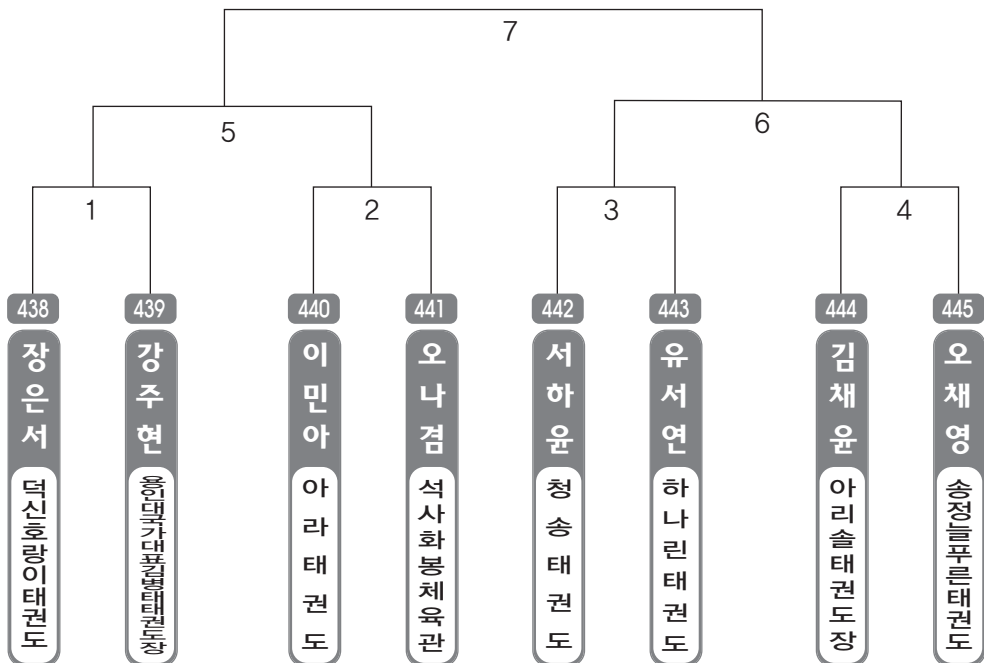 7
5
6
1
2
3
4
438
439
440
441
442
443
444
445
장은서
강주현
이민아
오나겸
서하윤
유서연
김채윤
오채영
덕신호랑이태권도
용인대국가대표김병태태권도장
아라태권도
석사화봉체육관
청송태권도
하나린태권도
아리솔태권도장
송정늘푸른태권도